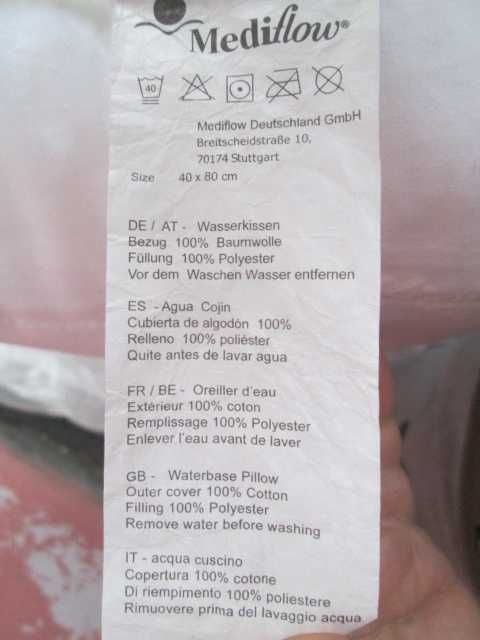 Mediflow®
40
Mediflow Deutschland GmbH
Breitscheidstraße 10,
70174 Stuttgart
Size 40 x 80 cm
DE / AT - Wasserkissen
Bezug 100% Baumwolle
Füllung 100% Polyester
Vor dem Waschen Wasser entfernen
ES - Agua Cojin
Cubierta de algodón 100%
Relleno 100% poliéster
Quite antes de lavar agua
FR / BE - Oreiller d'eau
Extérieur 100% coton
Remplissage 100% Polyester
Enlever l'eau avant de laver
GB - Waterbase Pillow
Outer cover 100% Cotton
Filling 100% Polyester
Remove water before washing
IT - acqua cuscino
Copertura 100% cotone
Di riempimento 100% poliestere
Rimuovere prima del lavaggio acqua